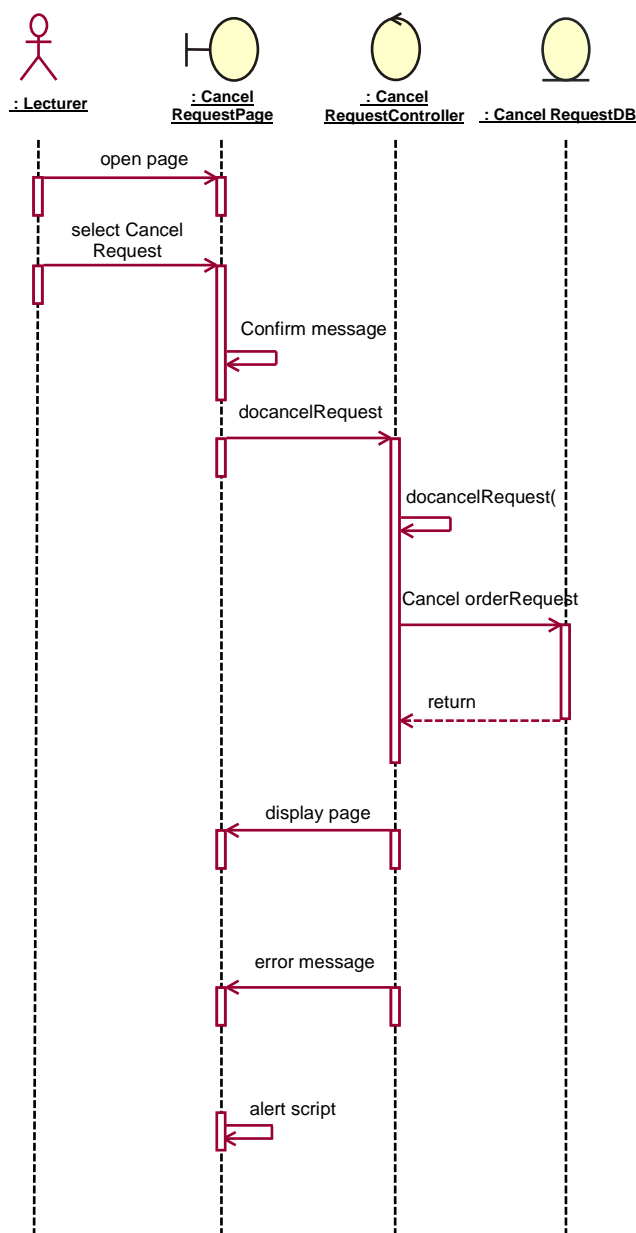 : Lecturer
: Cancel
RequestPage
: Cancel
RequestController
: Cancel RequestDB
open page
select Cancel
Request
Confirm message
docancelRequest
docancelRequest(
Cancel orderRequest
return
display page
error message
alert script